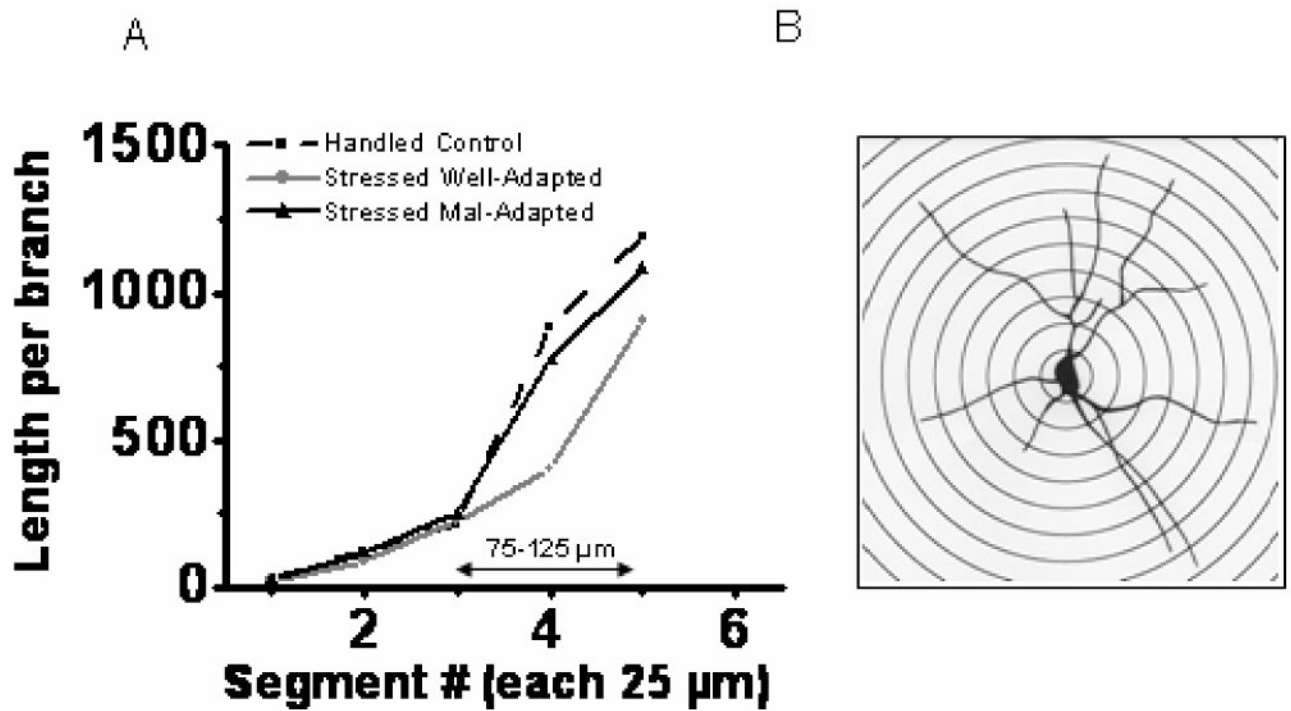 A
B
1500
1000
500
0
Length per branch
Handled Control
Stressed Well-Adapted
Stressed Mal-Adapted
75-125 µm
2 4 6
Segment # (each 25 µm)